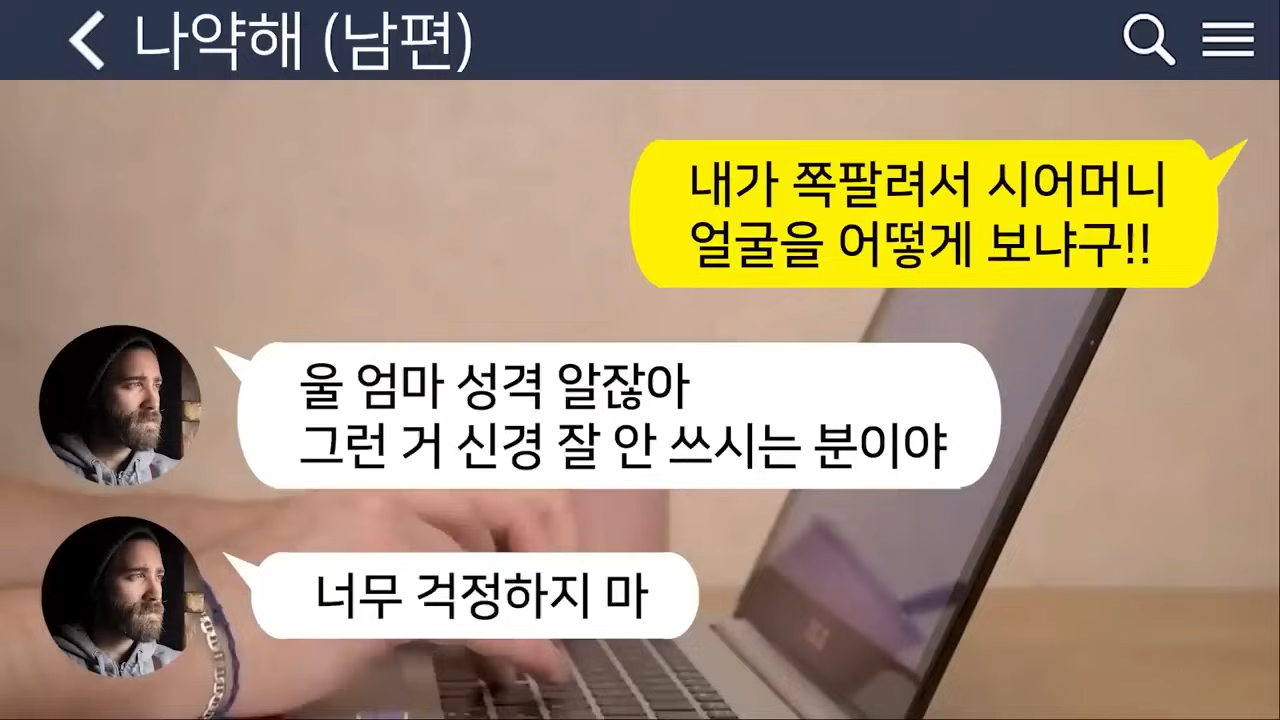 나약해 (남편)
내가 쪽팔려서 시어머니
얼굴을 어떻게 보냐구!!
울 엄마 성격 알잖아
그런 거 신경 잘 안 쓰시는 분이야
너무 걱정하지 마